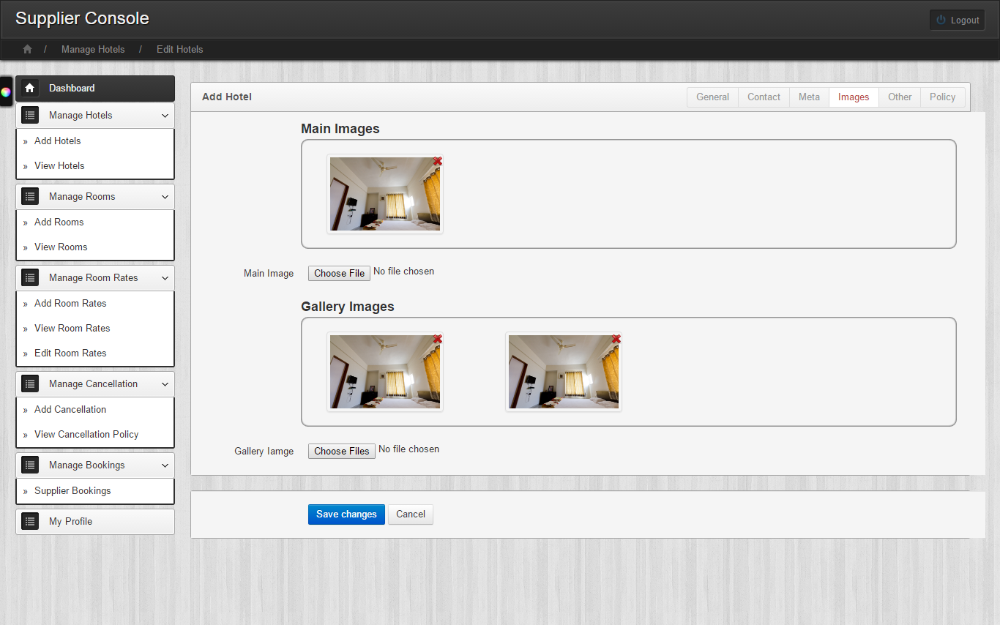 Supplier Console
Logout
/ Manage Hotels / Edit Hotels
Dashboard
Manage Hotels
» Add Hotels
» View Hotels
Manage Rooms
» Add Rooms
» View Rooms
Manage Room Rates
» Add Room Rates
» View Room Rates
» Edit Room Rates
Manage Cancellation
» Add Cancellation
» View Cancellation Policy
Manage Bookings
» Supplier Bookings
My Profile
Add Hotel
General Contact Meta Images Other Policy
Main Images
Main Image Choose File No file chosen
Gallery Images
Gallery Iamge Choose Files No file chosen
Save changes Cancel